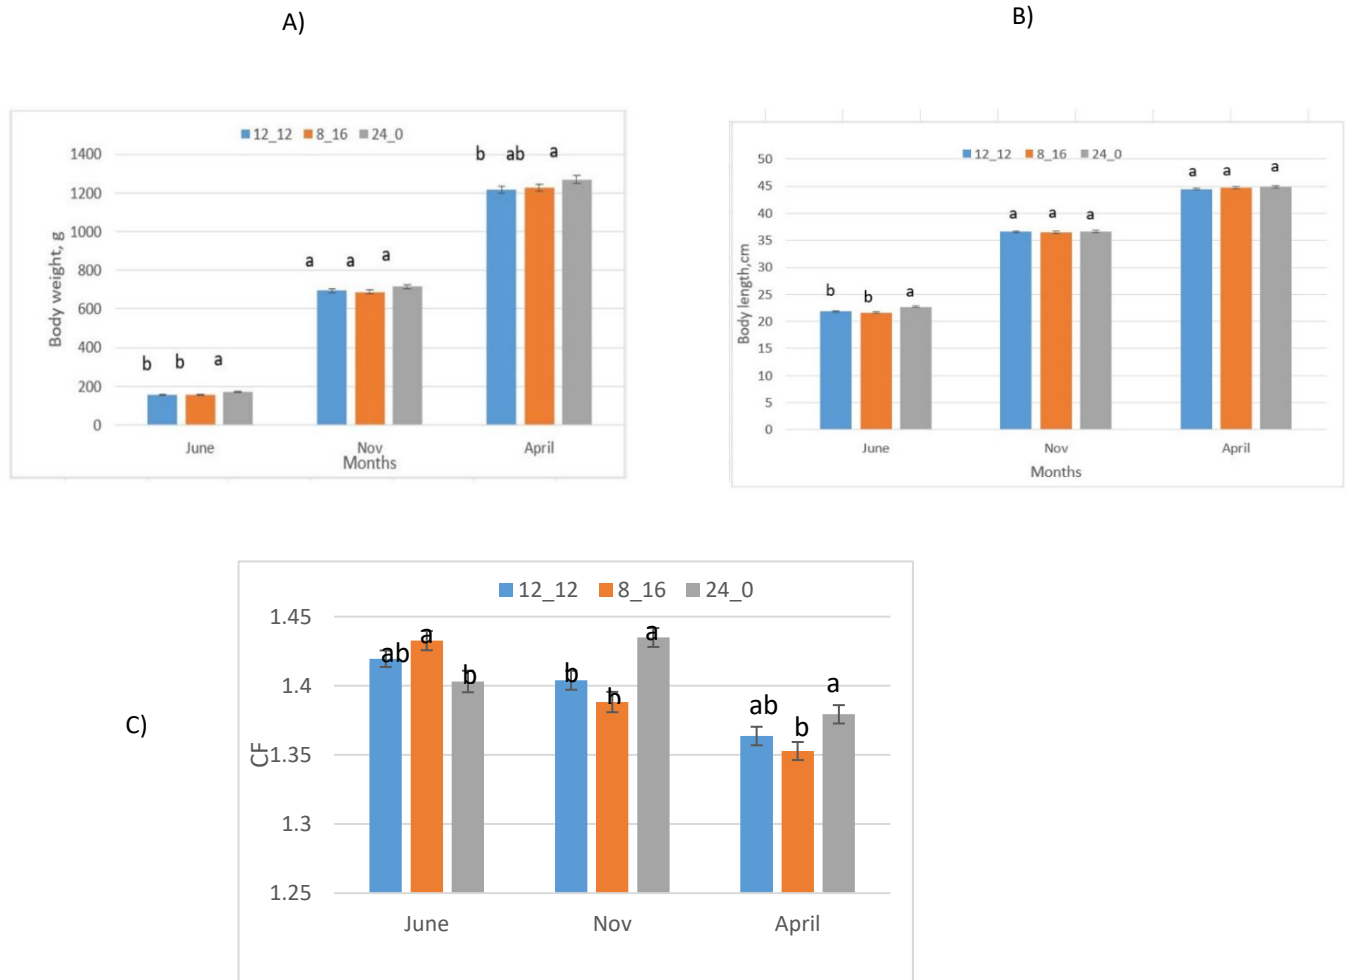 A)
B)
12_12 8_16 24_0
1400
1200
1000
800
600
400
200
0
Body weight, g
b ab a
a a a
b b a
June Nov April
Months
12_12 8_16 24_0
50
45
40
35
30
25
20
15
10
5
0
Body length,cm
a a a
a a a
b b a
June Nov April
Months
C)
12_12 8_16 24_0
1.45
1.4
1.35
1.3
1.25
CF
ab a b
b b a
ab b a
June Nov April